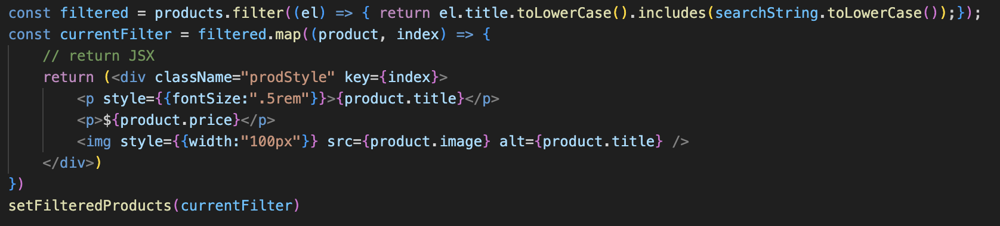 const filtered = products.filter((el) => { return el.title.toLowerCase().includes(searchString.toLowerCase());});
const currentFilter = filtered.map((product, index) => {
    // return JSX
    return (<div className="prodStyle" key={index}>
        <p style={{fontSize:".5rem"}}>{product.title}</p>
        <p>${product.price}</p>
        <img style={{width:"100px"}} src={product.image} alt={product.title} />
    </div>)
})
setFilteredProducts(currentFilter)